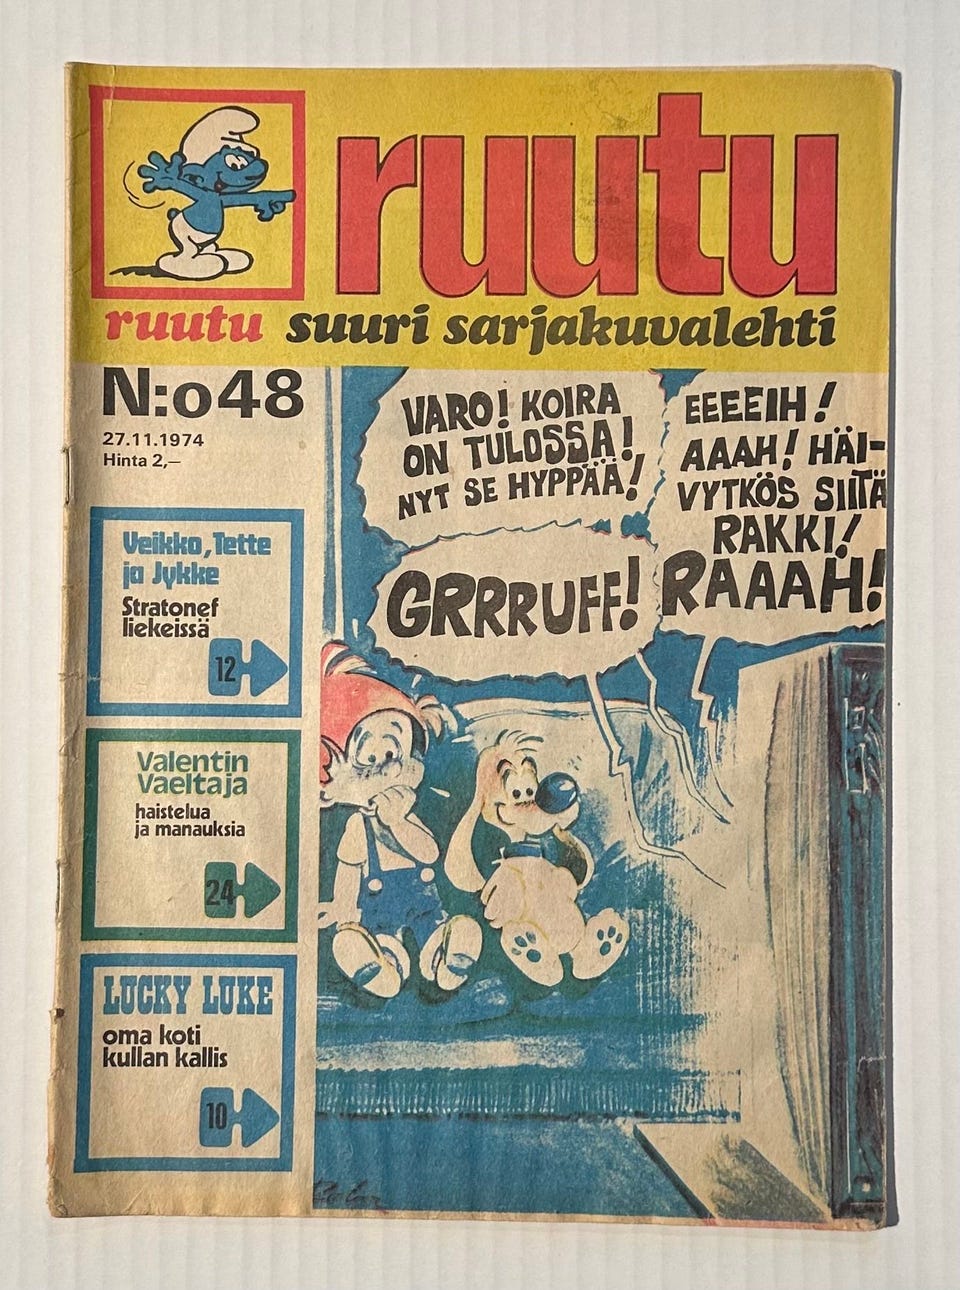 ruutu
ruutu suuri sarjakuvalehti
N:o48
27.11.1974
Hinta 2,—
Veikko, Tette
ja Jykke
Stratonef
liekeissä
12
Valentin
Vaeltaja
haistelua
ja manauksia
24
LUCKY LUKE
oma koti
kullan kallis
10
VARO! KOIRA
ON TULOSSA!
NYT SE HYPPÄÄ!
GRRRUFF!
EEEEIH!
AAAH! HÄI-
VYTKÖS SIITÄ
RAKKI!
RAAAH!